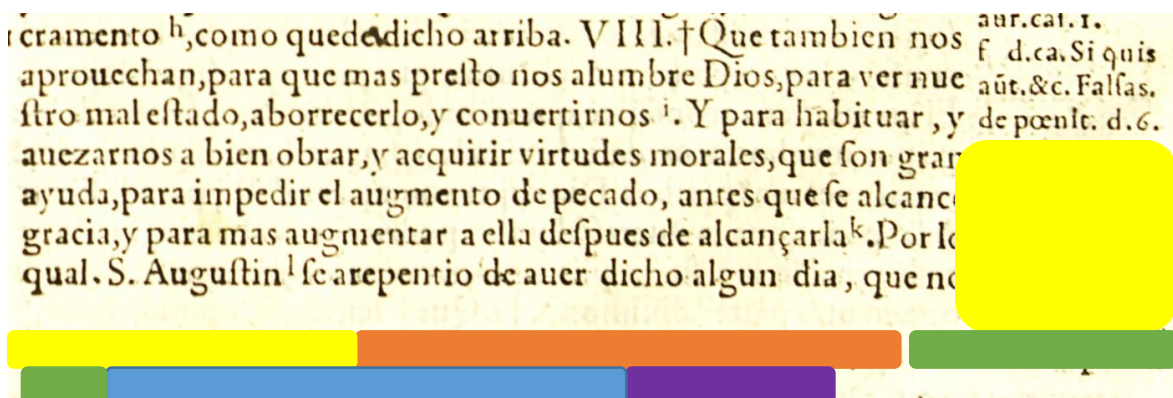 cramento h, como queda dicho arriba. VIII.† Que tambien nos
aprouechan, para que mas presto nos alumbre Dios, para ver nue
ſtro mal eſtado, aborrecerlo, y conuertirnos i. Y para habituar, y
auezarnos a bien obrar, y acquirir virtudes morales, que ſon gran
ayuda, para impedir el augmento de pecado, antes que ſe alcance
gracia, y para mas augmentar a ella deſpues de alcançarla k. Por lo
qual. S. Auguſtin l ſe arepentio de auer dicho algun dia, que no
aur.cat. 1.
f d.ca. Si quis
aūt. &c. Falſas.
de pœnit. d.6.